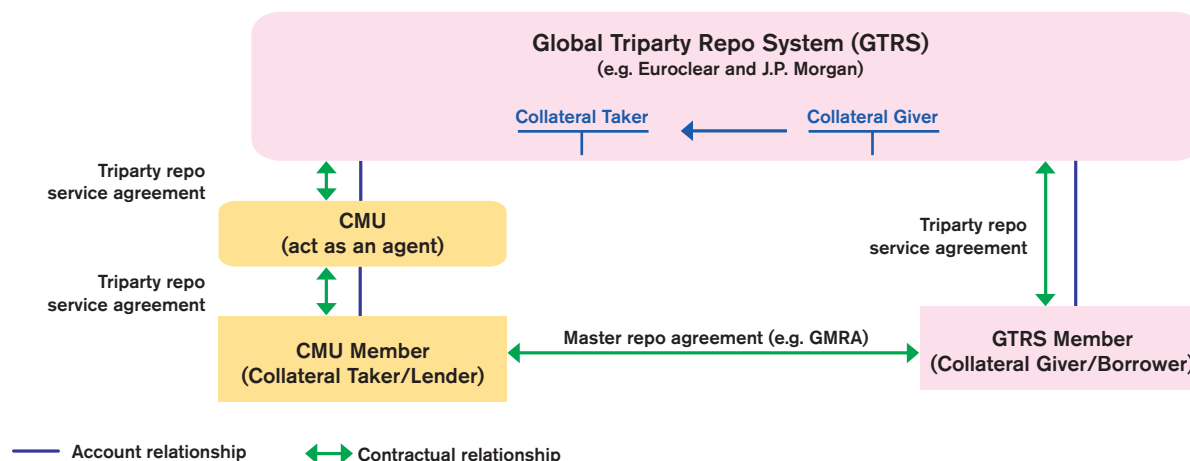 Global Triparty Repo System (GTRS)
(e.g. Euroclear and J.P. Morgan)
Collateral Taker
Collateral Giver
Triparty repo
service agreement
CMU
(act as an agent)
Triparty repo
service agreement
Triparty repo
service agreement
CMU Member
(Collateral Taker/Lender)
Master repo agreement (e.g. GMRA)
GTRS Member
(Collateral Giver/Borrower)
Account relationship
Contractual relationship